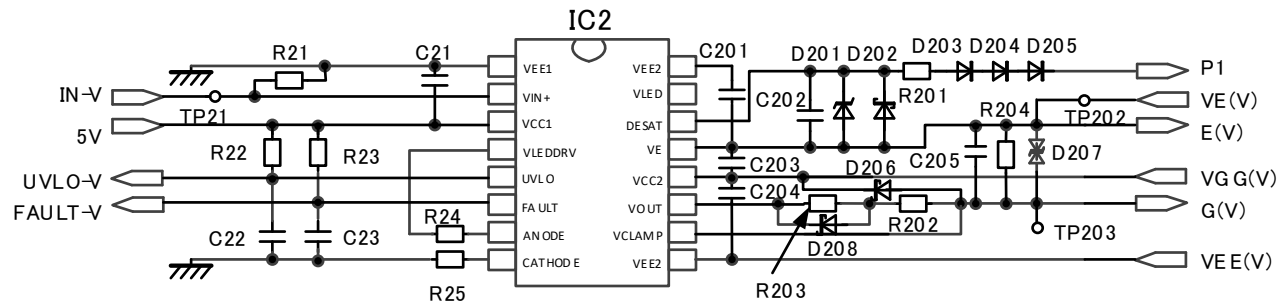 IC2
R21
C21
C201
D201 D202
D203 D204 D205
P1
VEE1
VEE2
IN-V
VIN+
VLED
C202
R201
R204
VE(V)
TP21
TP202
5V
VCC1
DESAT
E(V)
R22
R23
VLEDDRV
VE
C205
D207
C203
D206
UVLO-V
UVLO
VCC2
VGG(V)
C204
FAULT-V
FAULT
VOUT
G(V)
R24
C22
C23
ANODE
VCLAMP
R202
TP203
D208
CATHODE
VEE2
VEE(V)
R25
R203